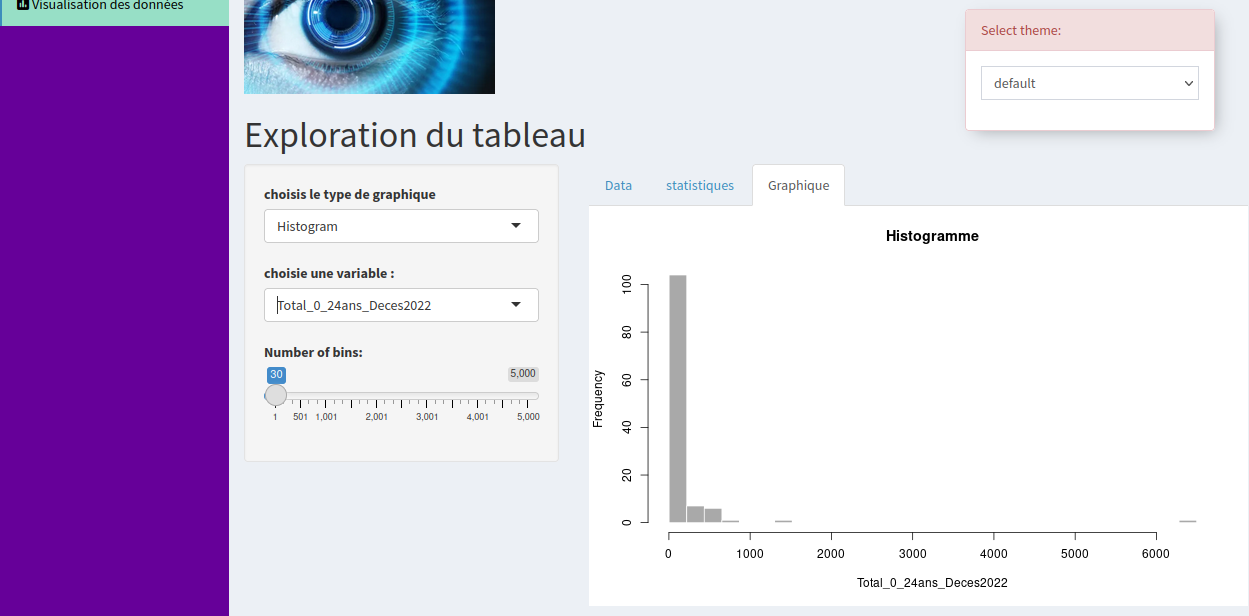 Visualisation des données
Select theme:
default
Exploration du tableau
choisis le type de graphique
Histogram
choisie une variable :
Total_0_24ans_Deces2022
Number of bins:
30
5,000
1 501 1,001 2,001 3,001 4,001 5,000
Data statistiques Graphique
Histogramme
Frequency
100
80
60
40
20
0
0 1000 2000 3000 4000 5000 6000
Total_0_24ans_Deces2022